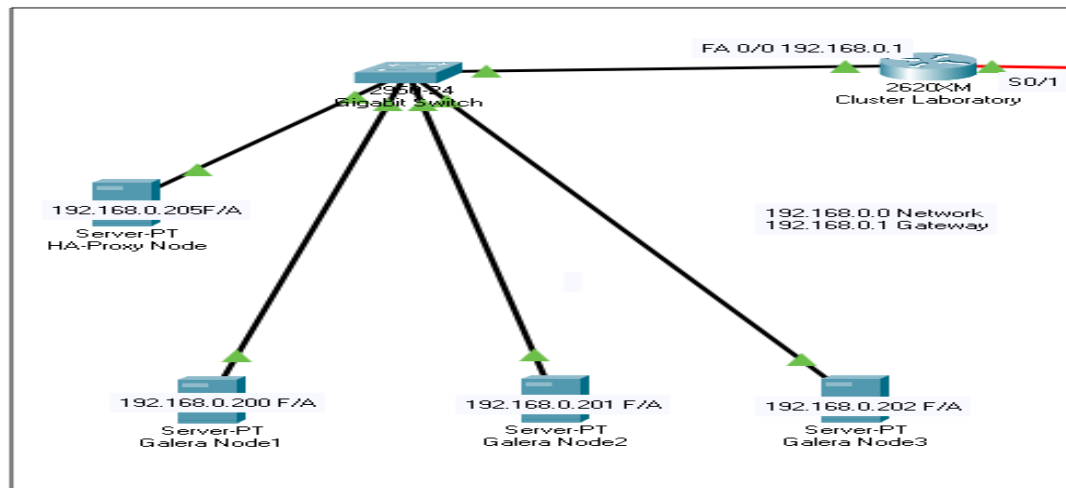 FA 0/0 192.168.0.1
S0/1
2620XM
Cluster Laboratory
2950-24
Gigabit Switch
192.168.0.205F/A
Server-PT
HA-Proxy Node
192.168.0.0 Network
192.168.0.1 Gateway
192.168.0.200 F/A
Server-PT
Galera Node1
192.168.0.201 F/A
Server-PT
Galera Node2
192.168.0.202 F/A
Server-PT
Galera Node3